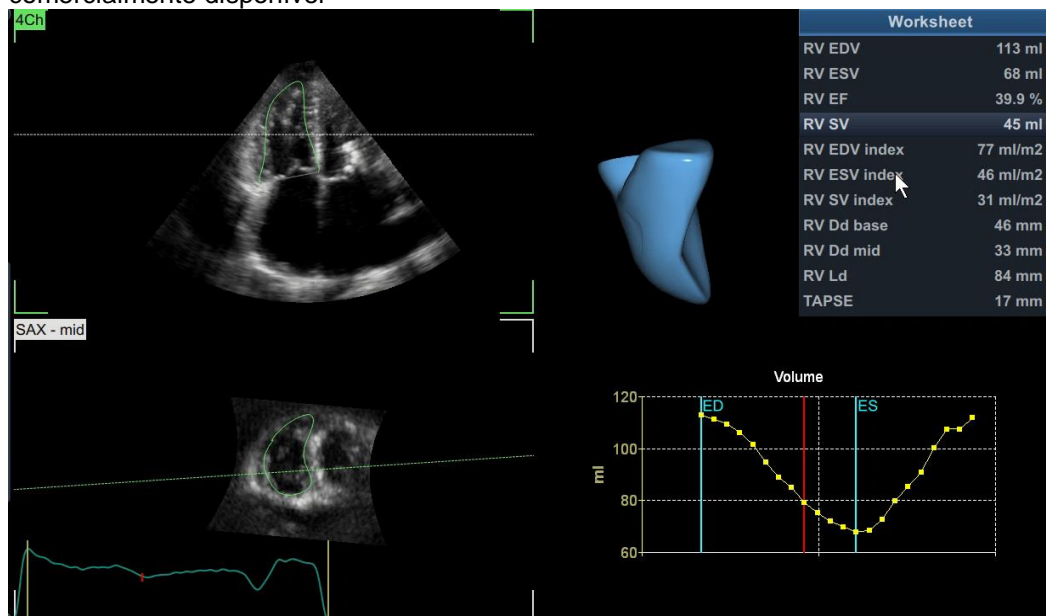 comercialmente disponível
4Ch
Worksheet
RV EDV 113 ml
RV ESV 68 ml
RV EF 39.9 %
RV SV 45 ml
RV EDV index 77 ml/m2
RV ESV index 46 ml/m2
RV SV index 31 ml/m2
RV Dd base 46 mm
RV Dd mid 33 mm
RV Ld 84 mm
TAPSE 17 mm
SAX - mid
Volume
120
ED
ES
100
ml
80
60